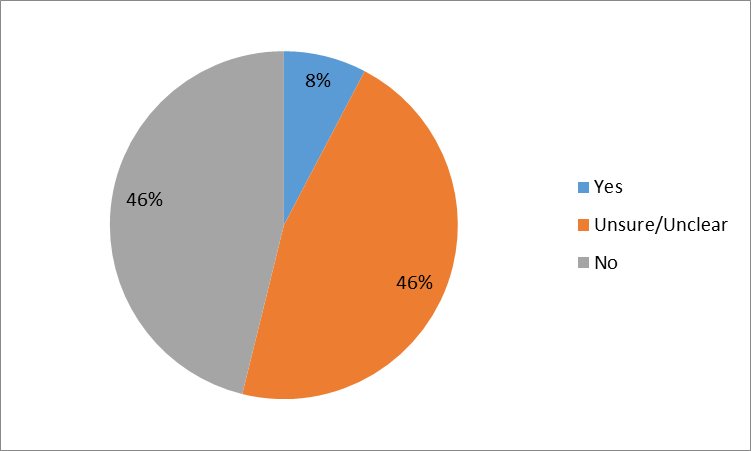 8%
46%
46%
Yes
Unsure/Unclear
No